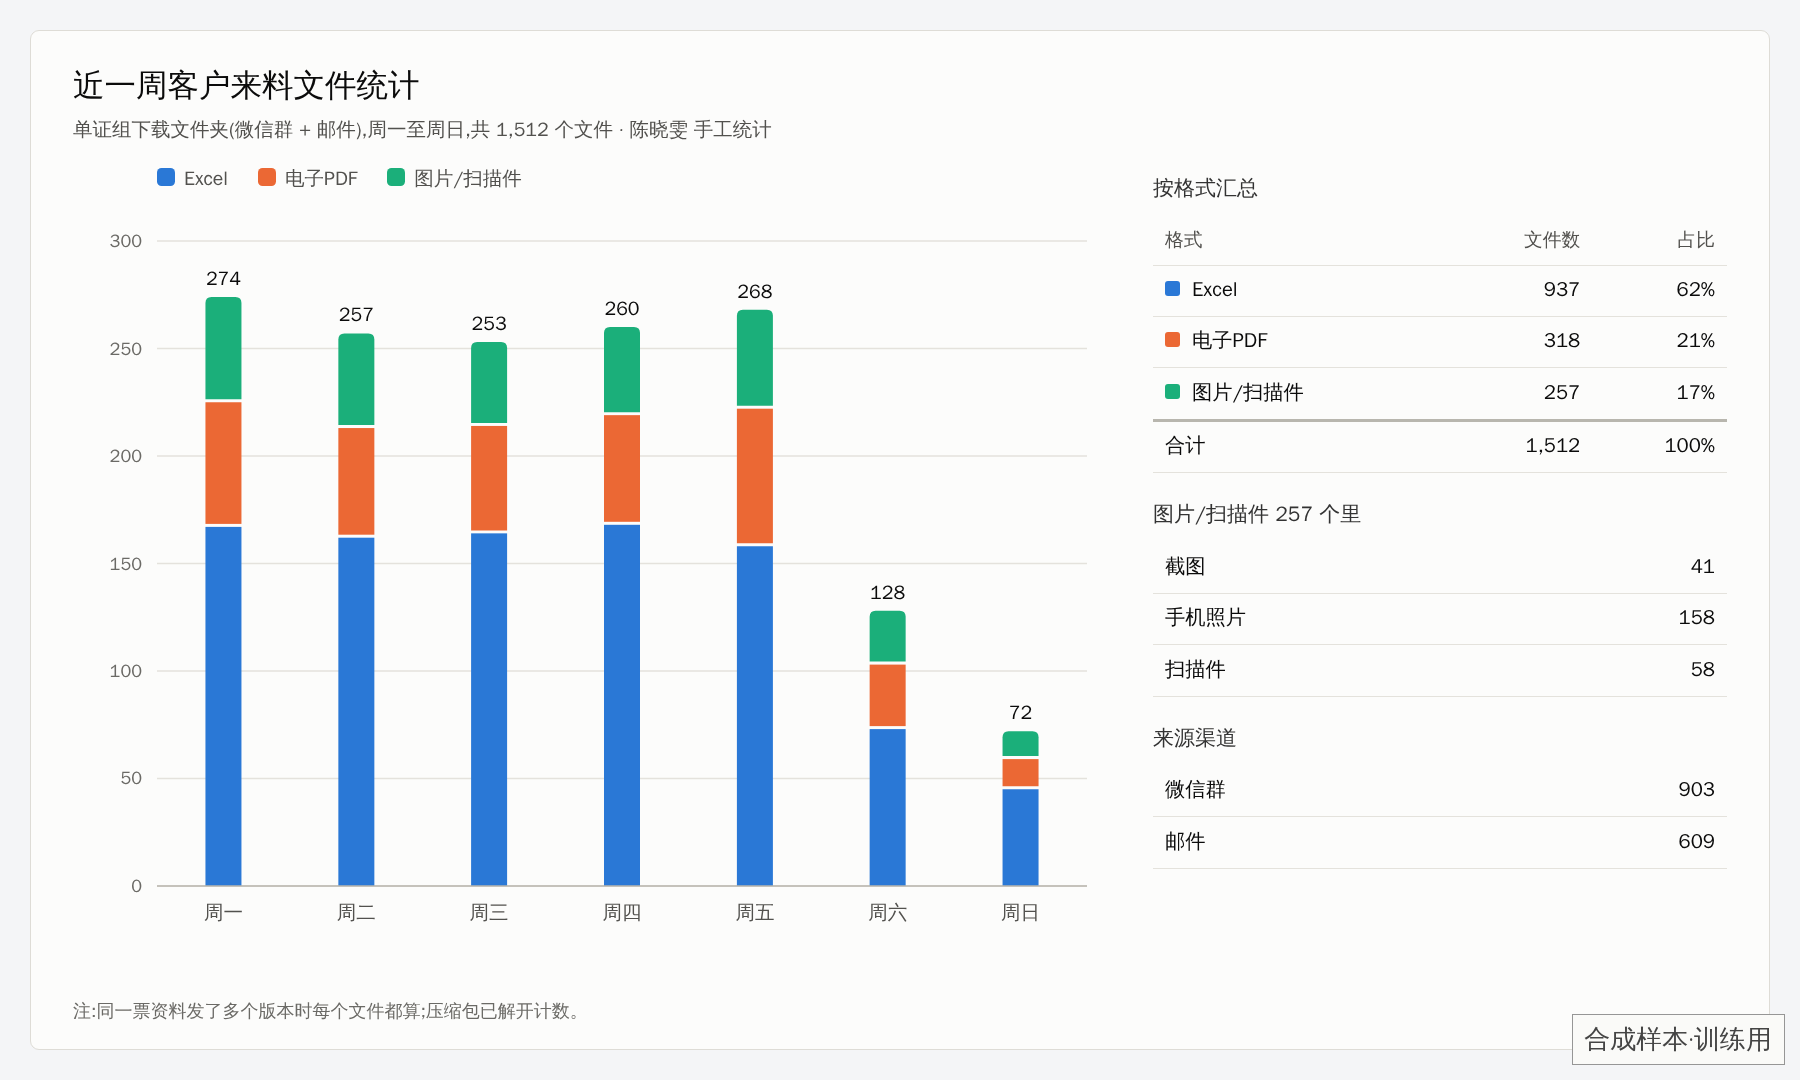 近一周客户来料文件统计
单证组下载文件夹(微信群 + 邮件),周一至周日,共 1,512 个文件 · 陈晓雯 手工统计
Excel 电子PDF 图片/扫描件
300
250
200
150
100
50
0
274
257
253
260
268
128
72
周一 周二 周三 周四 周五 周六 周日
按格式汇总
格式 文件数 占比
Excel 937 62%
电子PDF 318 21%
图片/扫描件 257 17%
合计 1,512 100%
图片/扫描件 257 个里
截图 41
手机照片 158
扫描件 58
来源渠道
微信群 903
邮件 609
注:同一票资料发了多个版本时每个文件都算;压缩包已解开计数。
合成样本·训练用